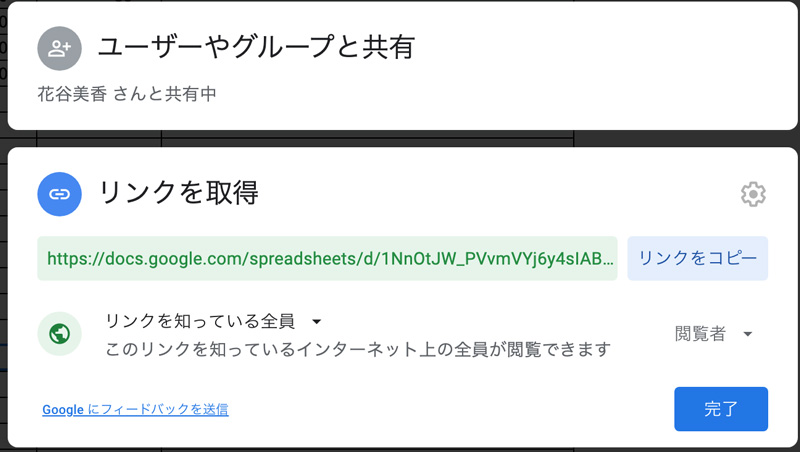 ユーザーやグループと共有
花谷美香 さんと共有中
リンクを取得
https://docs.google.com/spreadsheets/d/1NnOtJW_PVvmVYj6y4sIAB...
リンクをコピー
リンクを知っている全員
このリンクを知っているインターネット上の全員が閲覧できます
閲覧者
Google にフィードバックを送信
完了